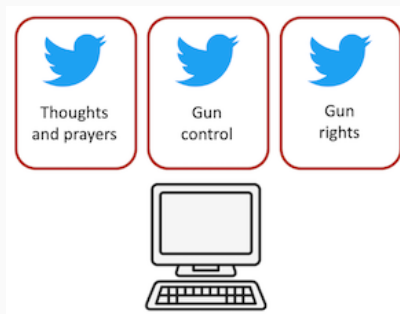 Thoughts
and prayers
Gun
control
Gun
rights